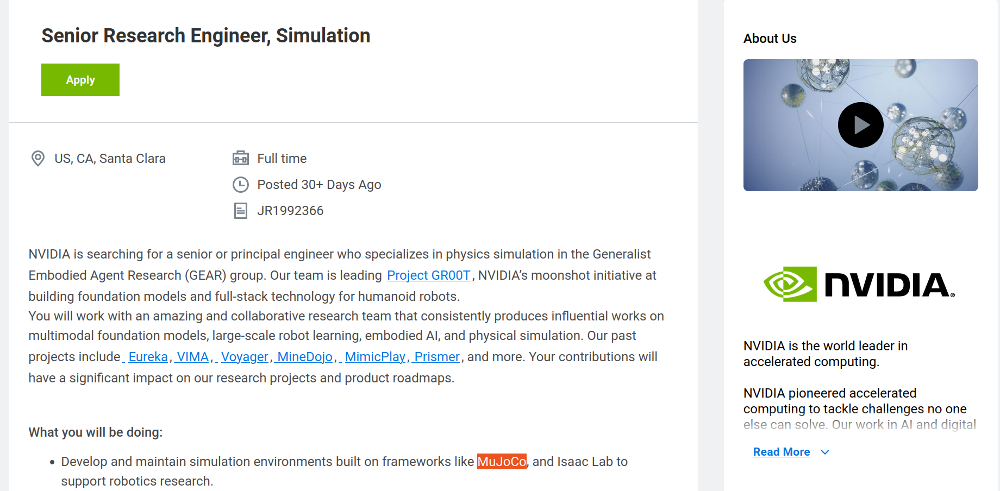 Senior Research Engineer, Simulation
Apply
US, CA, Santa Clara
Full time
Posted 30+ Days Ago
JR1992366
NVIDIA is searching for a senior or principal engineer who specializes in physics simulation in the Generalist
Embodied Agent Research (GEAR) group. Our team is leading Project GR00T, NVIDIA’s moonshot initiative at
building foundation models and full-stack technology for humanoid robots.
You will work with an amazing and collaborative research team that consistently produces influential works on
multimodal foundation models, large-scale robot learning, embodied AI, and physical simulation. Our past
projects include Eureka, VIMA, Voyager, MineDojo, MimicPlay, Prismer, and more. Your contributions will
have a significant impact on our research projects and product roadmaps.
What you will be doing:
• Develop and maintain simulation environments built on frameworks like MuJoCo, and Isaac Lab to
support robotics research.
About Us
NVIDIA®
NVIDIA is the world leader in
accelerated computing.
NVIDIA pioneered accelerated
computing to tackle challenges no one
else can solve. Our work in AI and digital
Read More